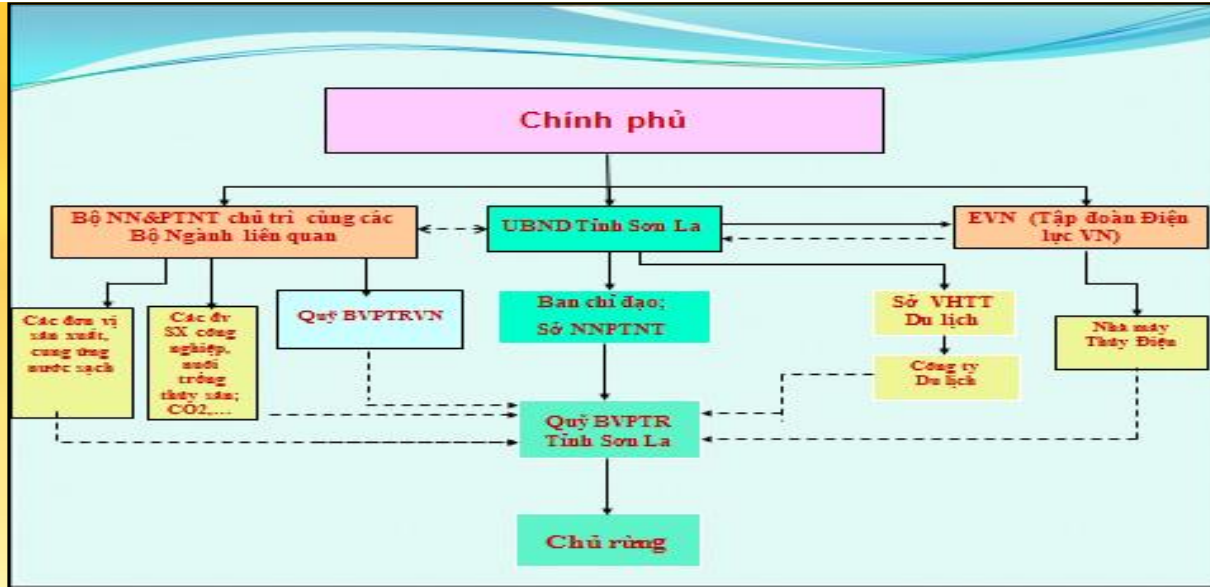 Chính phủ
Bộ NN&PTNT chủ trì cùng các
Bộ Ngành liên quan
UBND Tỉnh Sơn La
EVN (Tập đoàn Điện
lực VN)
Các đơn vị
sản xuất,
cung ứng
nước sạch
Các đv
SX công
nghiệp,
nuôi
trồng
thủy sản;
CO2,...
Quỹ BVPTRVN
Ban chỉ đạo;
Sở NNPTNT
Sở VHTT
Du lịch
Nhà máy
Thủy Điện
Công ty
Du lịch
Quỹ BVPTR
Tỉnh Sơn La
Chủ rừng